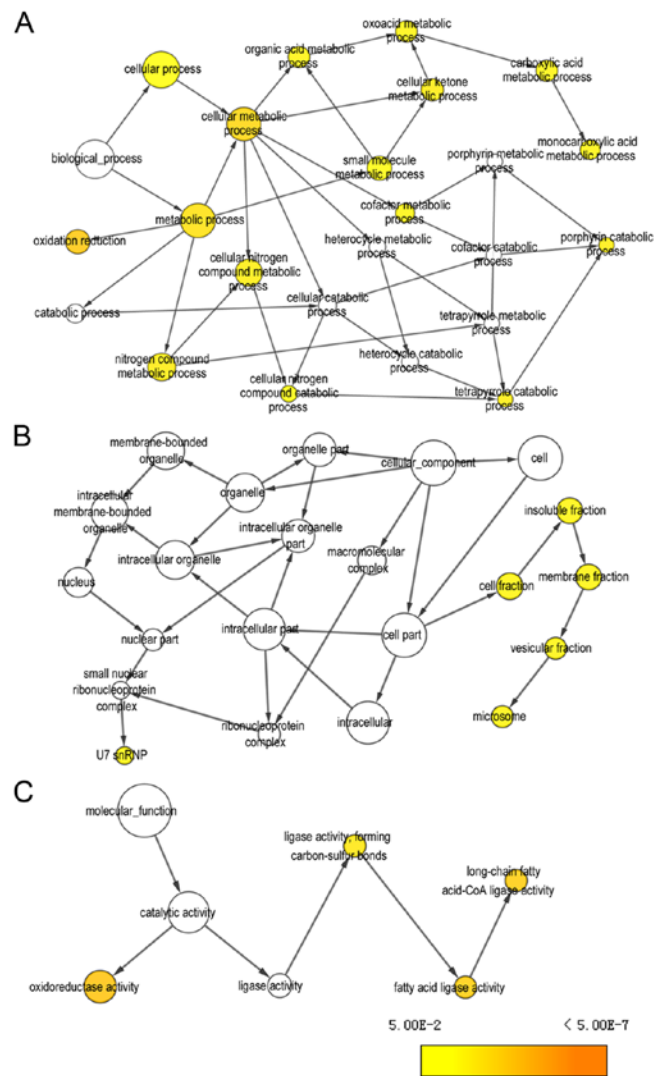 A
oxoacid metabolic
process
organic acid metabolic
process
cellular process
carboxylic acid
metabolic process
cellular ketone
metabolic process
cellular metabolic
process
monocarboxylic acid
metabolic process
biological_process
small molecule
metabolic process
porphyrin metabolic
process
cofactor metabolic
process
metabolic process
oxidation reduction
heterocycle metabolic
process
cofactor catabolic
process
porphyrin catabolic
process
cellular nitrogen
compound metabolic
process
catabolic process
cellular catabolic
process
tetrapyrrole metabolic
process
nitrogen compound
metabolic process
heterocycle catabolic
process
cellular nitrogen
compound catabolic
process
tetrapyrrole catabolic
process
B
membrane-bounded
organelle
organelle part
cellular_component
cell
organelle
intracellular
membrane-bounded
organelle
insoluble fraction
intracellular organelle
part
intracellular organelle
macromolecular
complex
nucleus
cell fraction
membrane fraction
nuclear part
intracellular part
cell part
vesicular fraction
small nuclear
ribonucleoprotein
complex
intracellular
microsome
ribonucleoprotein
complex
U7 snRNP
C
molecular_function
ligase activity, forming
carbon-sulfur bonds
long-chain fatty
acid-CoA ligase activity
catalytic activity
oxidoreductase activity
ligase activity
fatty acid ligase activity
5.00E-2
< 5.00E-7